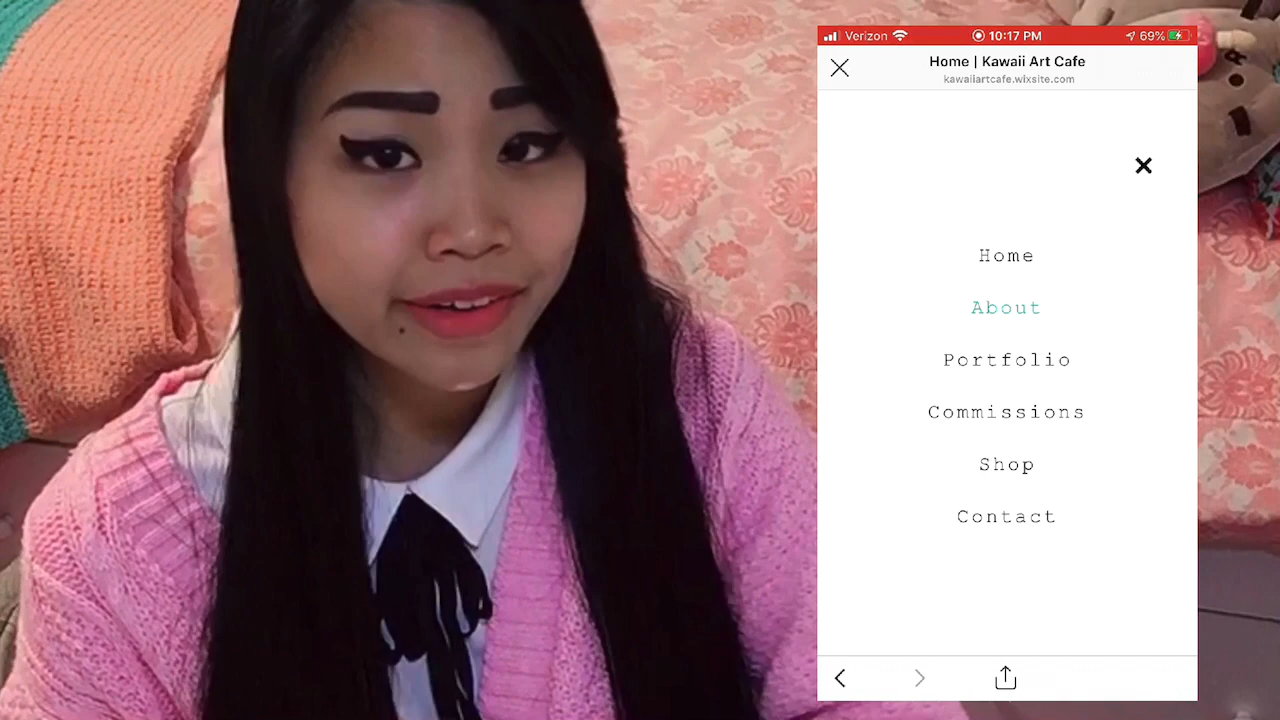 Verizon 10:17 PM 69%
Home | Kawaii Art Cafe
kawaiiartcafe.wixsite.com
Home
About
Portfolio
Commissions
Shop
Contact